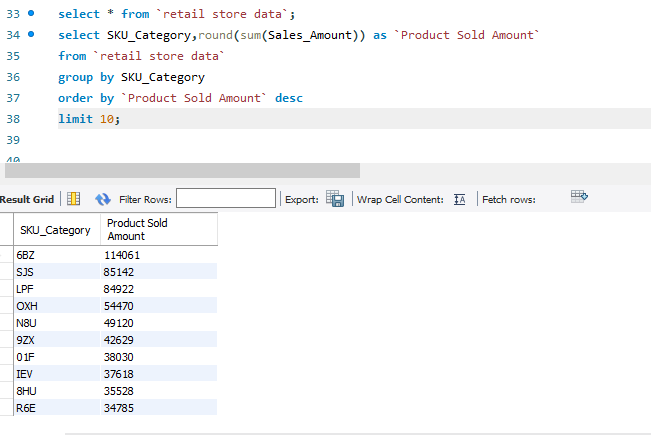 33 select * from `retail store data`;
34 select SKU_Category,round(sum(Sales_Amount)) as `Product Sold Amount`
35 from `retail store data`
36 group by SKU_Category
37 order by `Product Sold Amount` desc
38 limit 10;
39
40
Result Grid Filter Rows: Export: Wrap Cell Content: Fetch rows:
SKU_Category Product Sold
Amount
6BZ 114061
SJS 85142
LPF 84922
OXH 54470
N8U 49120
9ZX 42629
01F 38030
IEV 37618
8HU 35528
R6E 34785